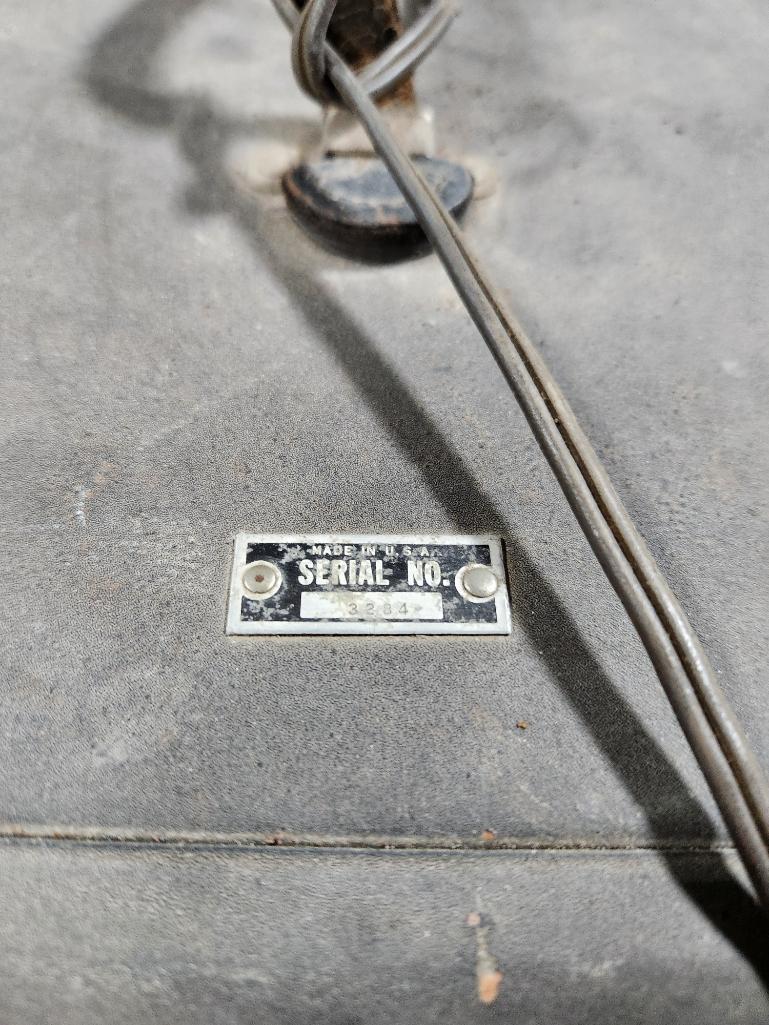 MADE IN U.S.A.
SERIAL NO.
3284